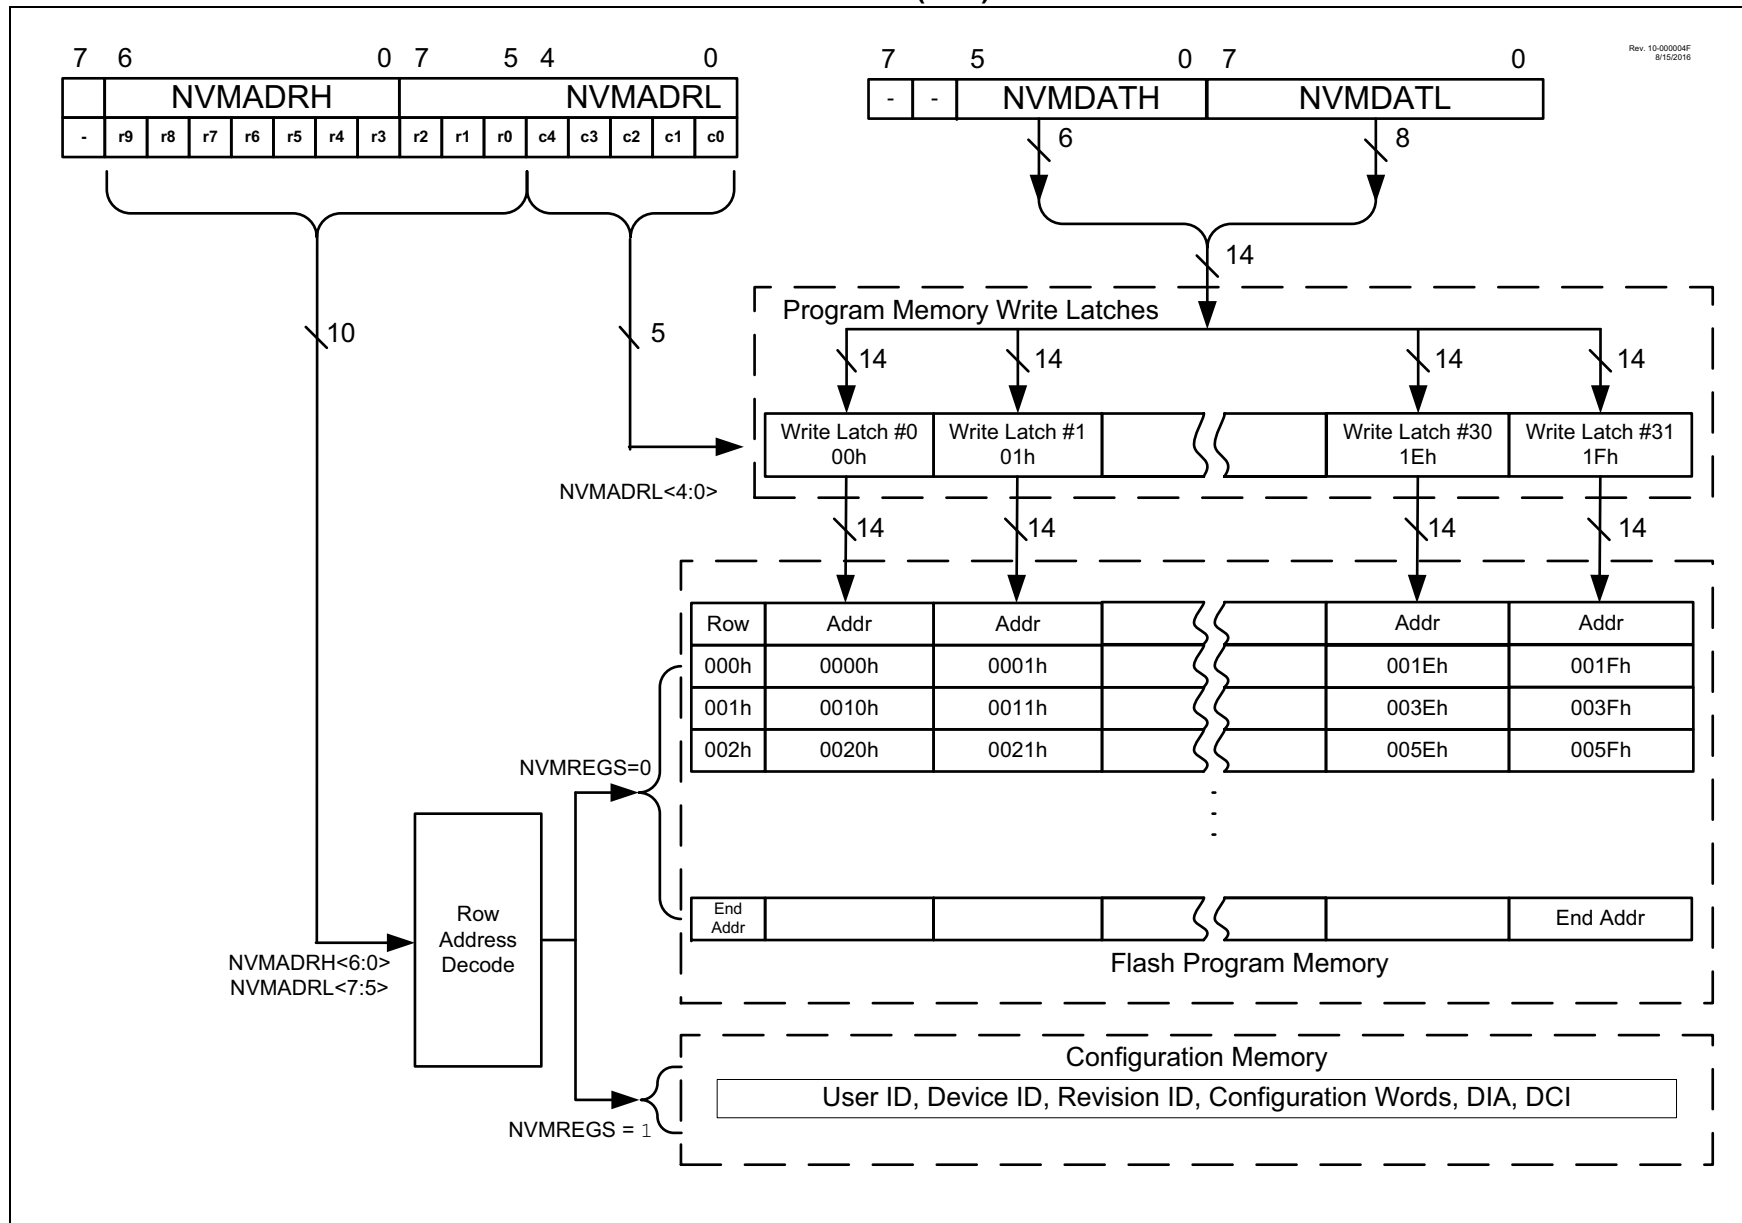 7 6 0 7 5 4 0
7 5 0 7 0
Rev. 10-000004F
8/15/2016
NVMADRH NVMADRL
- - NVMDATH NVMDATL
- r9 r8 r7 r6 r5 r4 r3 r2 r1 r0 c4 c3 c2 c1 c0
6 8
14
Program Memory Write Latches
10 5
14 14 14 14
Write Latch #0 Write Latch #1 Write Latch #30 Write Latch #31
00h 01h 1Eh 1Fh
NVMADRL<4:0>
14 14 14 14
Row Addr Addr Addr Addr
000h 0000h 0001h 001Eh 001Fh
001h 0010h 0011h 003Eh 003Fh
002h 0020h 0021h 005Eh 005Fh
NVMREGS=0
End
Addr
End Addr
Row
Address
Decode
NVMADRH<6:0>
NVMADRL<7:5>
Flash Program Memory
Configuration Memory
User ID, Device ID, Revision ID, Configuration Words, DIA, DCI
NVMREGS = 1